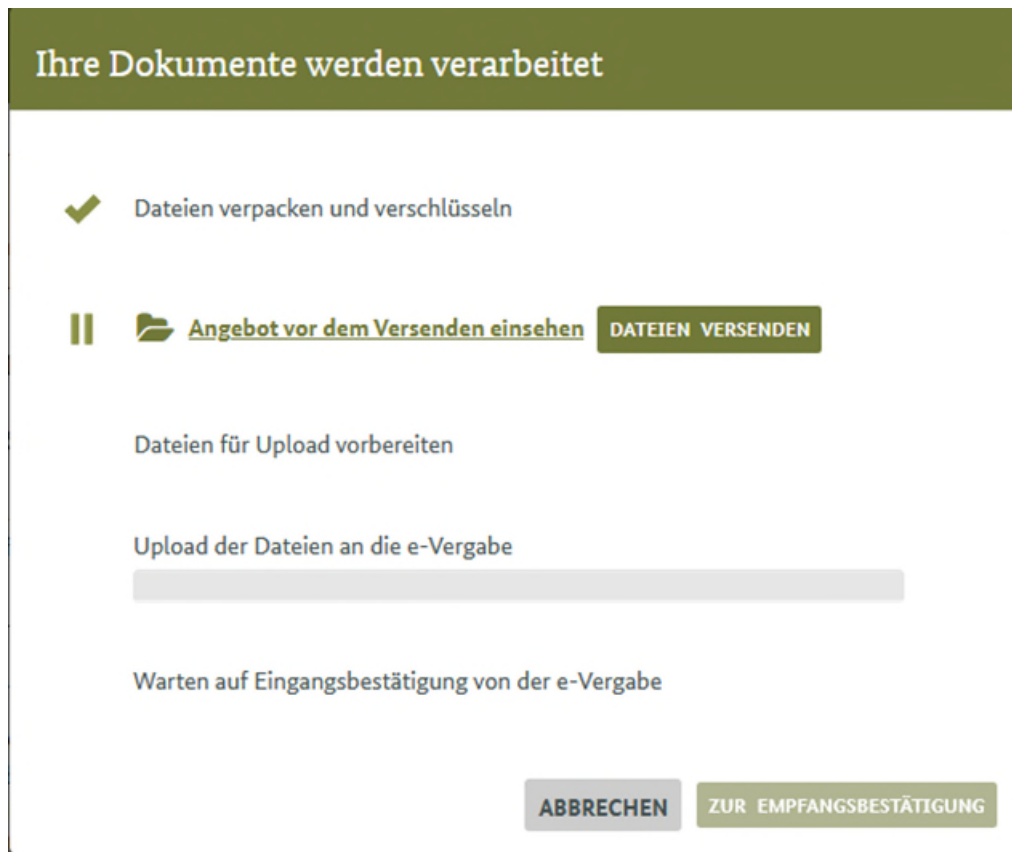 Ihre Dokumente werden verarbeitet
Dateien verpacken und verschlüsseln
Angebot vor dem Versenden einsehen DATEIEN VERSENDEN
Dateien für Upload vorbereiten
Upload der Dateien an die e-Vergabe
Warten auf Eingangsbestätigung von der e-Vergabe
ABBRECHEN ZUR EMPFANGSBESTÄTIGUNG